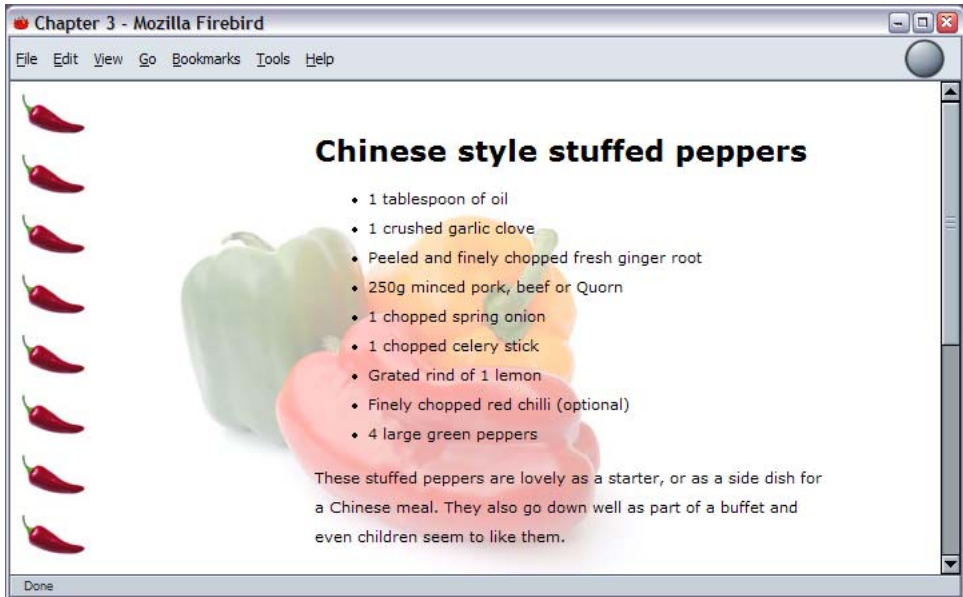 Chapter 3 - Mozilla Firebird
File Edit View Go Bookmarks Tools Help
Chinese style stuffed peppers
• 1 tablespoon of oil
• 1 crushed garlic clove
• Peeled and finely chopped fresh ginger root
• 250g minced pork, beef or Quorn
• 1 chopped spring onion
• 1 chopped celery stick
• Grated rind of 1 lemon
• Finely chopped red chilli (optional)
• 4 large green peppers
These stuffed peppers are lovely as a starter, or as a side dish for
a Chinese meal. They also go down well as part of a buffet and
even children seem to like them.
Done